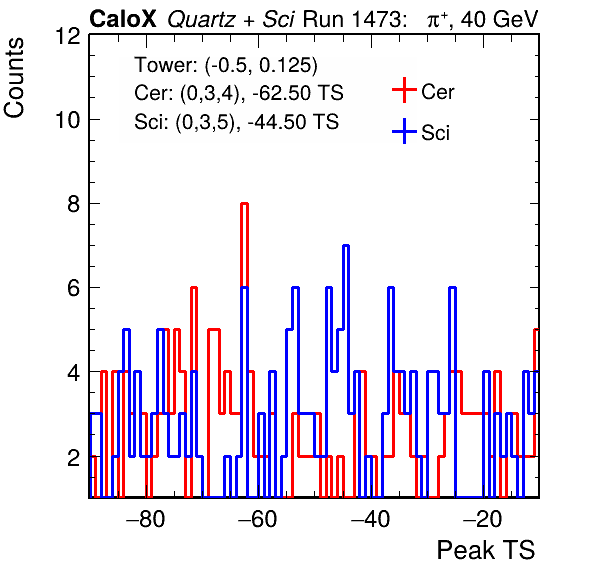 CaloX Quartz + Sci Run 1473: π⁺, 40 GeV
Counts
12
10
8
6
4
2
Tower: (-0.5, 0.125)
Cer: (0,3,4), -62.50 TS
Sci: (0,3,5), -44.50 TS
Cer
Sci
−80 −60 −40 −20
Peak TS